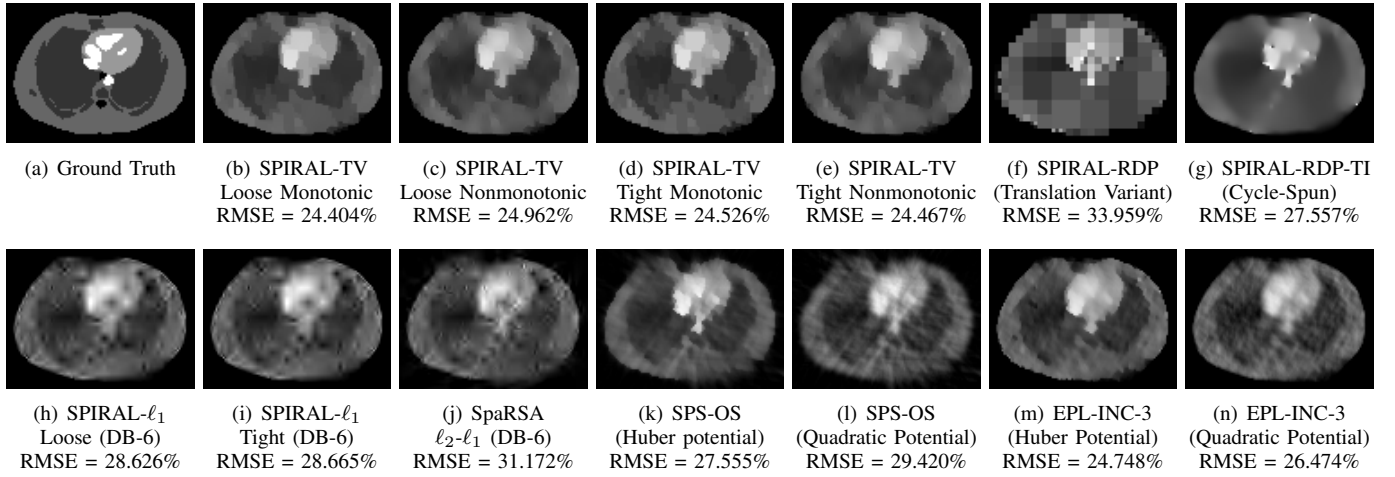 (a) Ground Truth
(b) SPIRAL-TV
Loose Monotonic
RMSE = 24.404%
(c) SPIRAL-TV
Loose Nonmonotonic
RMSE = 24.962%
(d) SPIRAL-TV
Tight Monotonic
RMSE = 24.526%
(e) SPIRAL-TV
Tight Nonmonotonic
RMSE = 24.467%
(f) SPIRAL-RDP
(Translation Variant)
RMSE = 33.959%
(g) SPIRAL-RDP-TI
(Cycle-Spun)
RMSE = 27.557%
(h) SPIRAL-ℓ₁
Loose (DB-6)
RMSE = 28.626%
(i) SPIRAL-ℓ₁
Tight (DB-6)
RMSE = 28.665%
(j) SpaRSA
ℓ₂-ℓ₁ (DB-6)
RMSE = 31.172%
(k) SPS-OS
(Huber potential)
RMSE = 27.555%
(l) SPS-OS
(Quadratic Potential)
RMSE = 29.420%
(m) EPL-INC-3
(Huber Potential)
RMSE = 24.748%
(n) EPL-INC-3
(Quadratic Potential)
RMSE = 26.474%